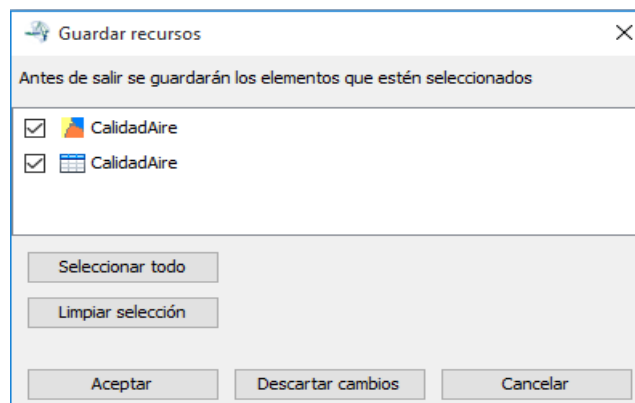 Guardar recursos
Antes de salir se guardarán los elementos que estén seleccionados
CalidadAire
CalidadAire
Seleccionar todo
Limpiar selección
Aceptar Descartar cambios Cancelar